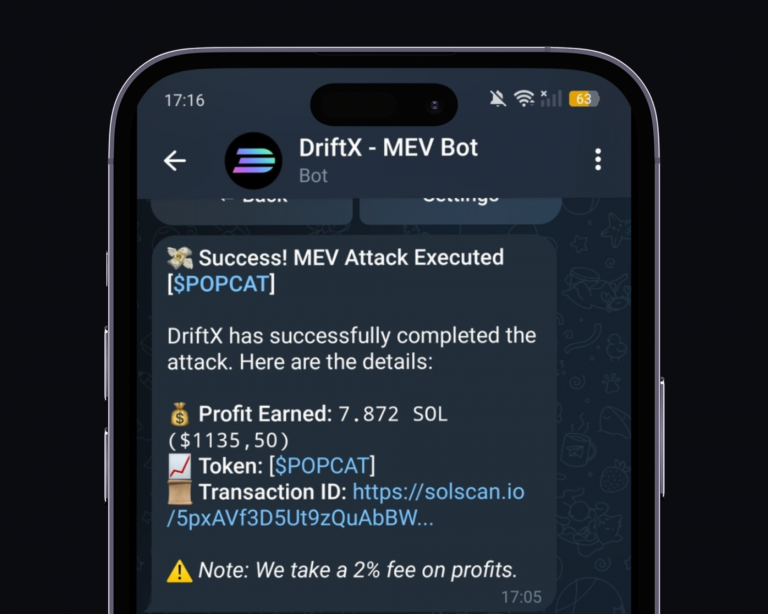 17:16
63
DriftX - MEV Bot
Bot
← Back Settings
💸 Success! MEV Attack Executed
[$POPCAT]
DriftX has successfully completed the
attack. Here are the details:
💰 Profit Earned: 7.872 SOL
($1135,50)
📈 Token: [$POPCAT]
📜 Transaction ID: https://solscan.io
/5pxAVf3D5Ut9zQuAbBW...
⚠️ Note: We take a 2% fee on profits.
17:05